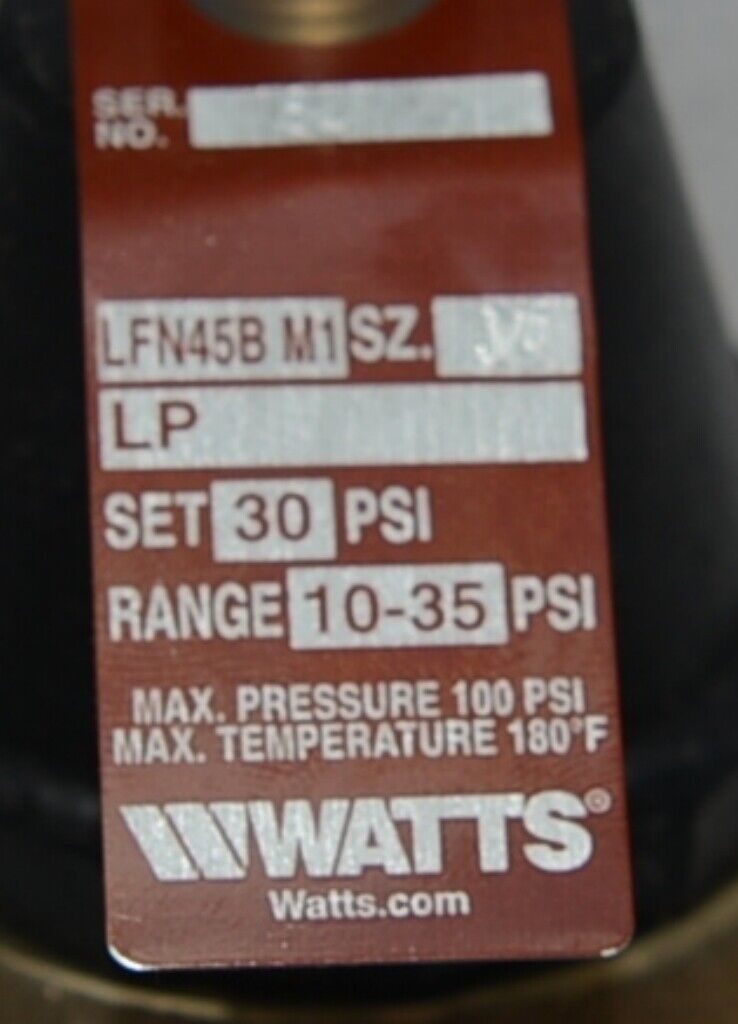 SER.
NO.
LFN45B M1 SZ.
LP
SET 30 PSI
RANGE 10-35 PSI
MAX. PRESSURE 100 PSI
MAX. TEMPERATURE 180°F
WATTS®
Watts.com